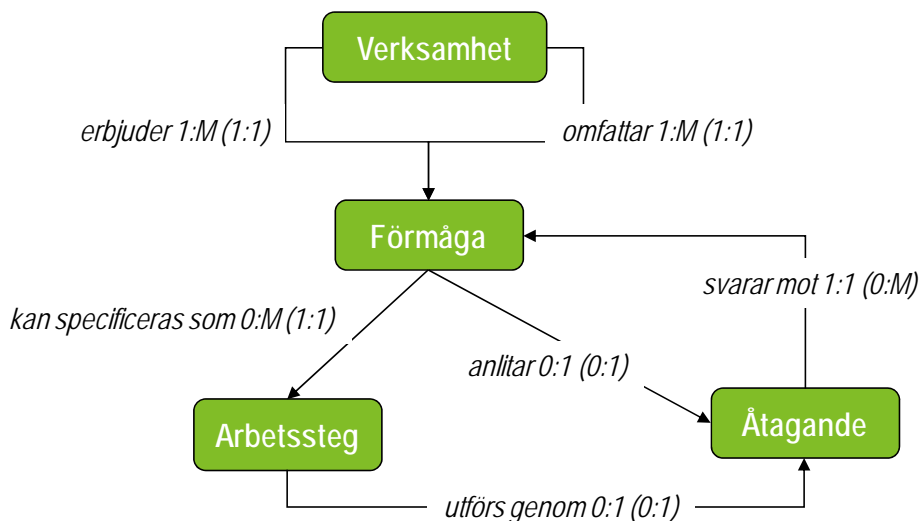 Verksamhet
erbjuder 1:M (1:1)
omfattar 1:M (1:1)
Förmåga
svarar mot 1:1 (0:M)
kan specificeras som 0:M (1:1)
anlitar 0:1 (0:1)
Arbetssteg
Åtagande
utförs genom 0:1 (0:1)